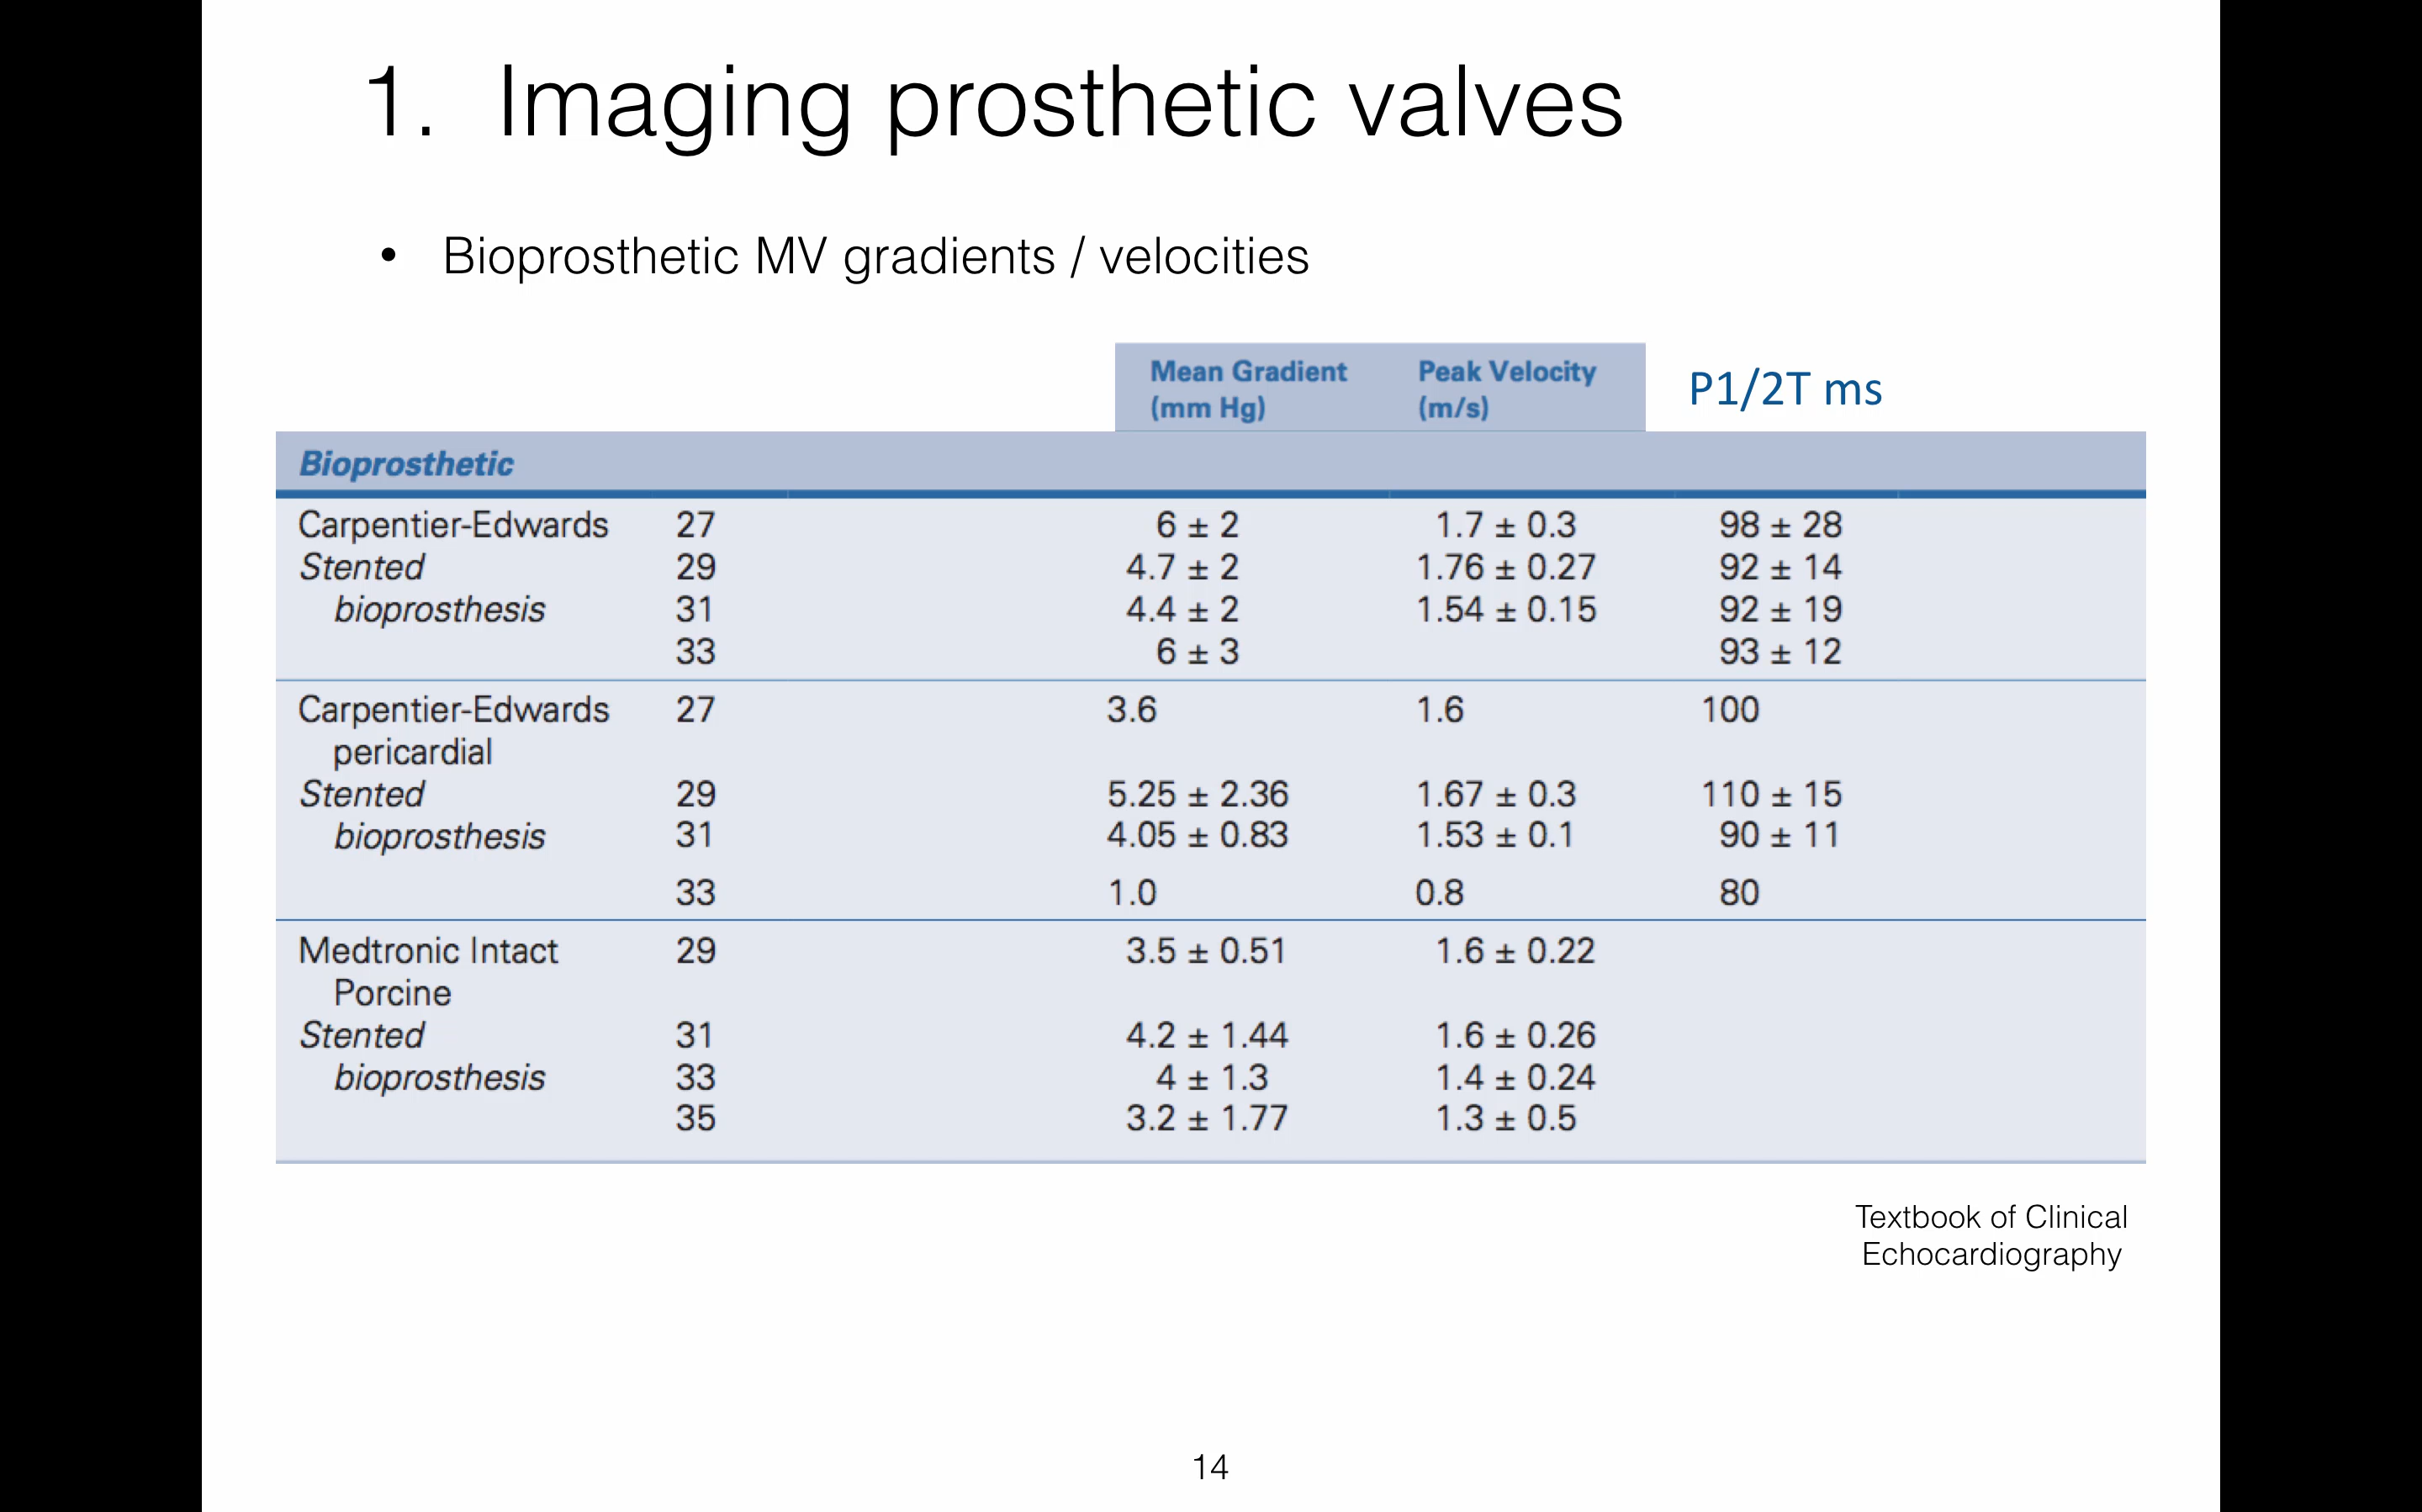 1. Imaging prosthetic valves
• Bioprosthetic MV gradients / velocities
Mean Gradient (mm Hg) Peak Velocity (m/s) P1/2T ms
Bioprosthetic
Carpentier-Edwards 27 6 ± 2 1.7 ± 0.3 98 ± 28
Stented 29 4.7 ± 2 1.76 ± 0.27 92 ± 14
bioprosthesis 31 4.4 ± 2 1.54 ± 0.15 92 ± 19
33 6 ± 3 93 ± 12
Carpentier-Edwards 27 3.6 1.6 100
pericardial
Stented 29 5.25 ± 2.36 1.67 ± 0.3 110 ± 15
bioprosthesis 31 4.05 ± 0.83 1.53 ± 0.1 90 ± 11
33 1.0 0.8 80
Medtronic Intact 29 3.5 ± 0.51 1.6 ± 0.22
Porcine
Stented 31 4.2 ± 1.44 1.6 ± 0.26
bioprosthesis 33 4 ± 1.3 1.4 ± 0.24
35 3.2 ± 1.77 1.3 ± 0.5
Textbook of Clinical
Echocardiography
14